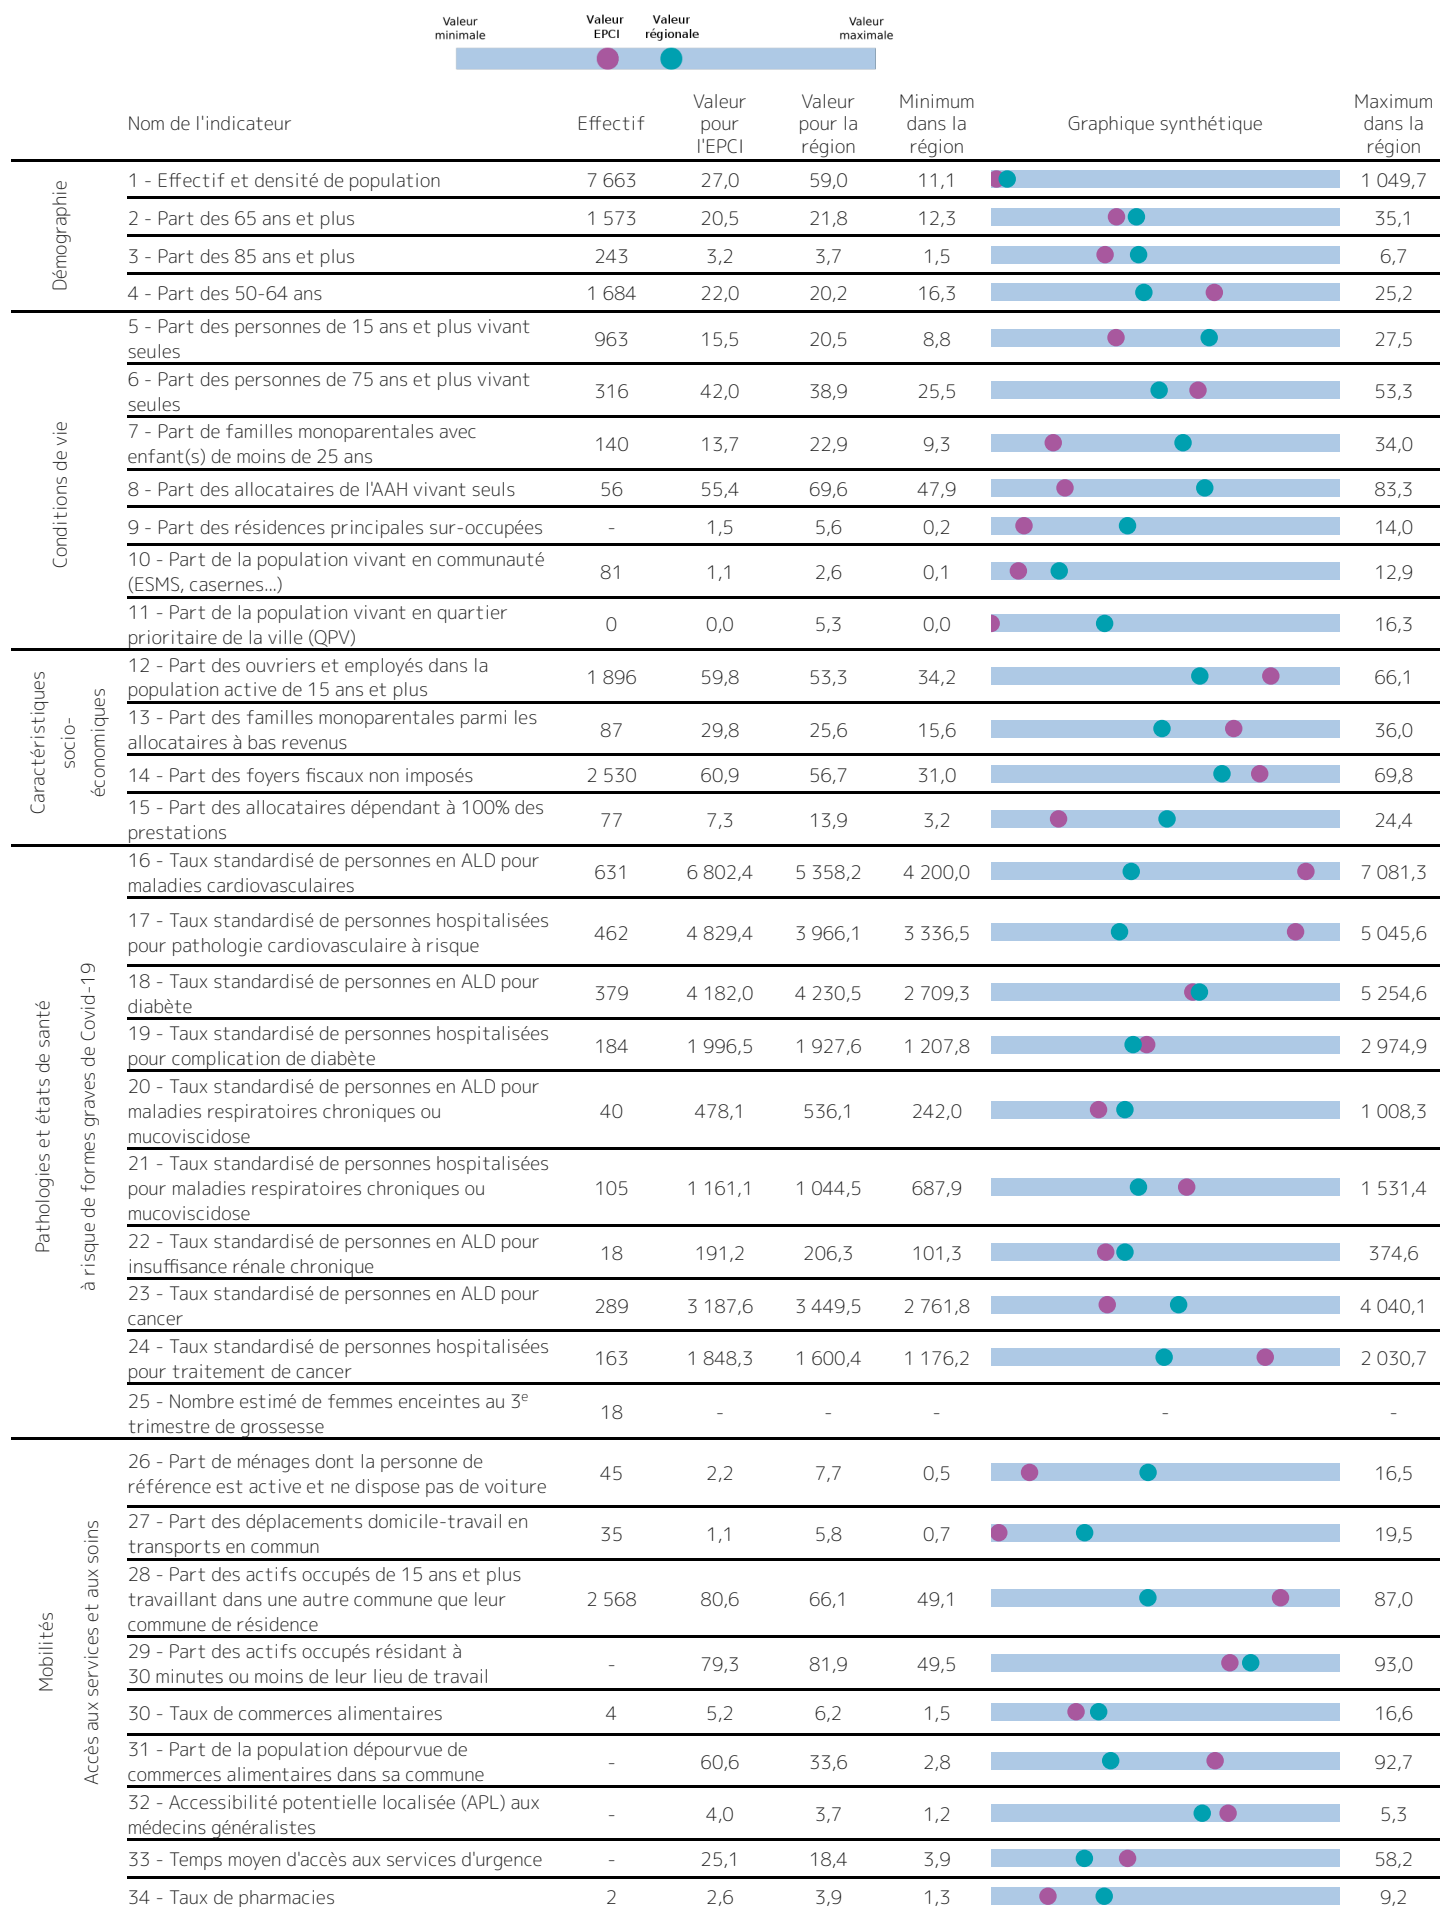 Valeur
minimale
Valeur
EPCI
Valeur
régionale
Valeur
maximale
Nom de l'indicateur
Effectif
Valeur
pour
l'EPCI
Valeur
pour la
région
Minimum
dans la
région
Graphique synthétique
Maximum
dans la
région
Démographie
1 - Effectif et densité de population 7 663 27,0 59,0 11,1 1 049,7
2 - Part des 65 ans et plus 1 573 20,5 21,8 12,3 35,1
3 - Part des 85 ans et plus 243 3,2 3,7 1,5 6,7
4 - Part des 50-64 ans 1 684 22,0 20,2 16,3 25,2
Conditions de vie
5 - Part des personnes de 15 ans et plus vivant
seules 963 15,5 20,5 8,8 27,5
6 - Part des personnes de 75 ans et plus vivant
seules 316 42,0 38,9 25,5 53,3
7 - Part de familles monoparentales avec
enfant(s) de moins de 25 ans 140 13,7 22,9 9,3 34,0
8 - Part des allocataires de l'AAH vivant seuls 56 55,4 69,6 47,9 83,3
9 - Part des résidences principales sur-occupées - 1,5 5,6 0,2 14,0
10 - Part de la population vivant en communauté
(ESMS, casernes...) 81 1,1 2,6 0,1 12,9
11 - Part de la population vivant en quartier
prioritaire de la ville (QPV) 0 0,0 5,3 0,0 16,3
Caractéristiques
socio-
économiques
12 - Part des ouvriers et employés dans la
population active de 15 ans et plus 1 896 59,8 53,3 34,2 66,1
13 - Part des familles monoparentales parmi les
allocataires à bas revenus 87 29,8 25,6 15,6 36,0
14 - Part des foyers fiscaux non imposés 2 530 60,9 56,7 31,0 69,8
15 - Part des allocataires dépendant à 100% des
prestations 77 7,3 13,9 3,2 24,4
Pathologies et états de santé
à risque de formes graves de Covid-19
16 - Taux standardisé de personnes en ALD pour
maladies cardiovasculaires 631 6 802,4 5 358,2 4 200,0 7 081,3
17 - Taux standardisé de personnes hospitalisées
pour pathologie cardiovasculaire à risque 462 4 829,4 3 966,1 3 336,5 5 045,6
18 - Taux standardisé de personnes en ALD pour
diabète 379 4 182,0 4 230,5 2 709,3 5 254,6
19 - Taux standardisé de personnes hospitalisées
pour complication de diabète 184 1 996,5 1 927,6 1 207,8 2 974,9
20 - Taux standardisé de personnes en ALD pour
maladies respiratoires chroniques ou 40 478,1 536,1 242,0 1 008,3
mucoviscidose
21 - Taux standardisé de personnes hospitalisées
pour maladies respiratoires chroniques ou 105 1 161,1 1 044,5 687,9 1 531,4
mucoviscidose
22 - Taux standardisé de personnes en ALD pour
insuffisance rénale chronique 18 191,2 206,3 101,3 374,6
23 - Taux standardisé de personnes en ALD pour
cancer 289 3 187,6 3 449,5 2 761,8 4 040,1
24 - Taux standardisé de personnes hospitalisées
pour traitement de cancer 163 1 848,3 1 600,4 1 176,2 2 030,7
25 - Nombre estimé de femmes enceintes au 3e
trimestre de grossesse 18 - - - - -
Mobilités
Accès aux services et aux soins
26 - Part de ménages dont la personne de
référence est active et ne dispose pas de voiture 45 2,2 7,7 0,5 16,5
27 - Part des déplacements domicile-travail en
transports en commun 35 1,1 5,8 0,7 19,5
28 - Part des actifs occupés de 15 ans et plus
travaillant dans une autre commune que leur 2 568 80,6 66,1 49,1 87,0
commune de résidence
29 - Part des actifs occupés résidant à
30 minutes ou moins de leur lieu de travail - 79,3 81,9 49,5 93,0
30 - Taux de commerces alimentaires 4 5,2 6,2 1,5 16,6
31 - Part de la population dépourvue de
commerces alimentaires dans sa commune - 60,6 33,6 2,8 92,7
32 - Accessibilité potentielle localisée (APL) aux
médecins généralistes - 4,0 3,7 1,2 5,3
33 - Temps moyen d'accès aux services d'urgence - 25,1 18,4 3,9 58,2
34 - Taux de pharmacies 2 2,6 3,9 1,3 9,2